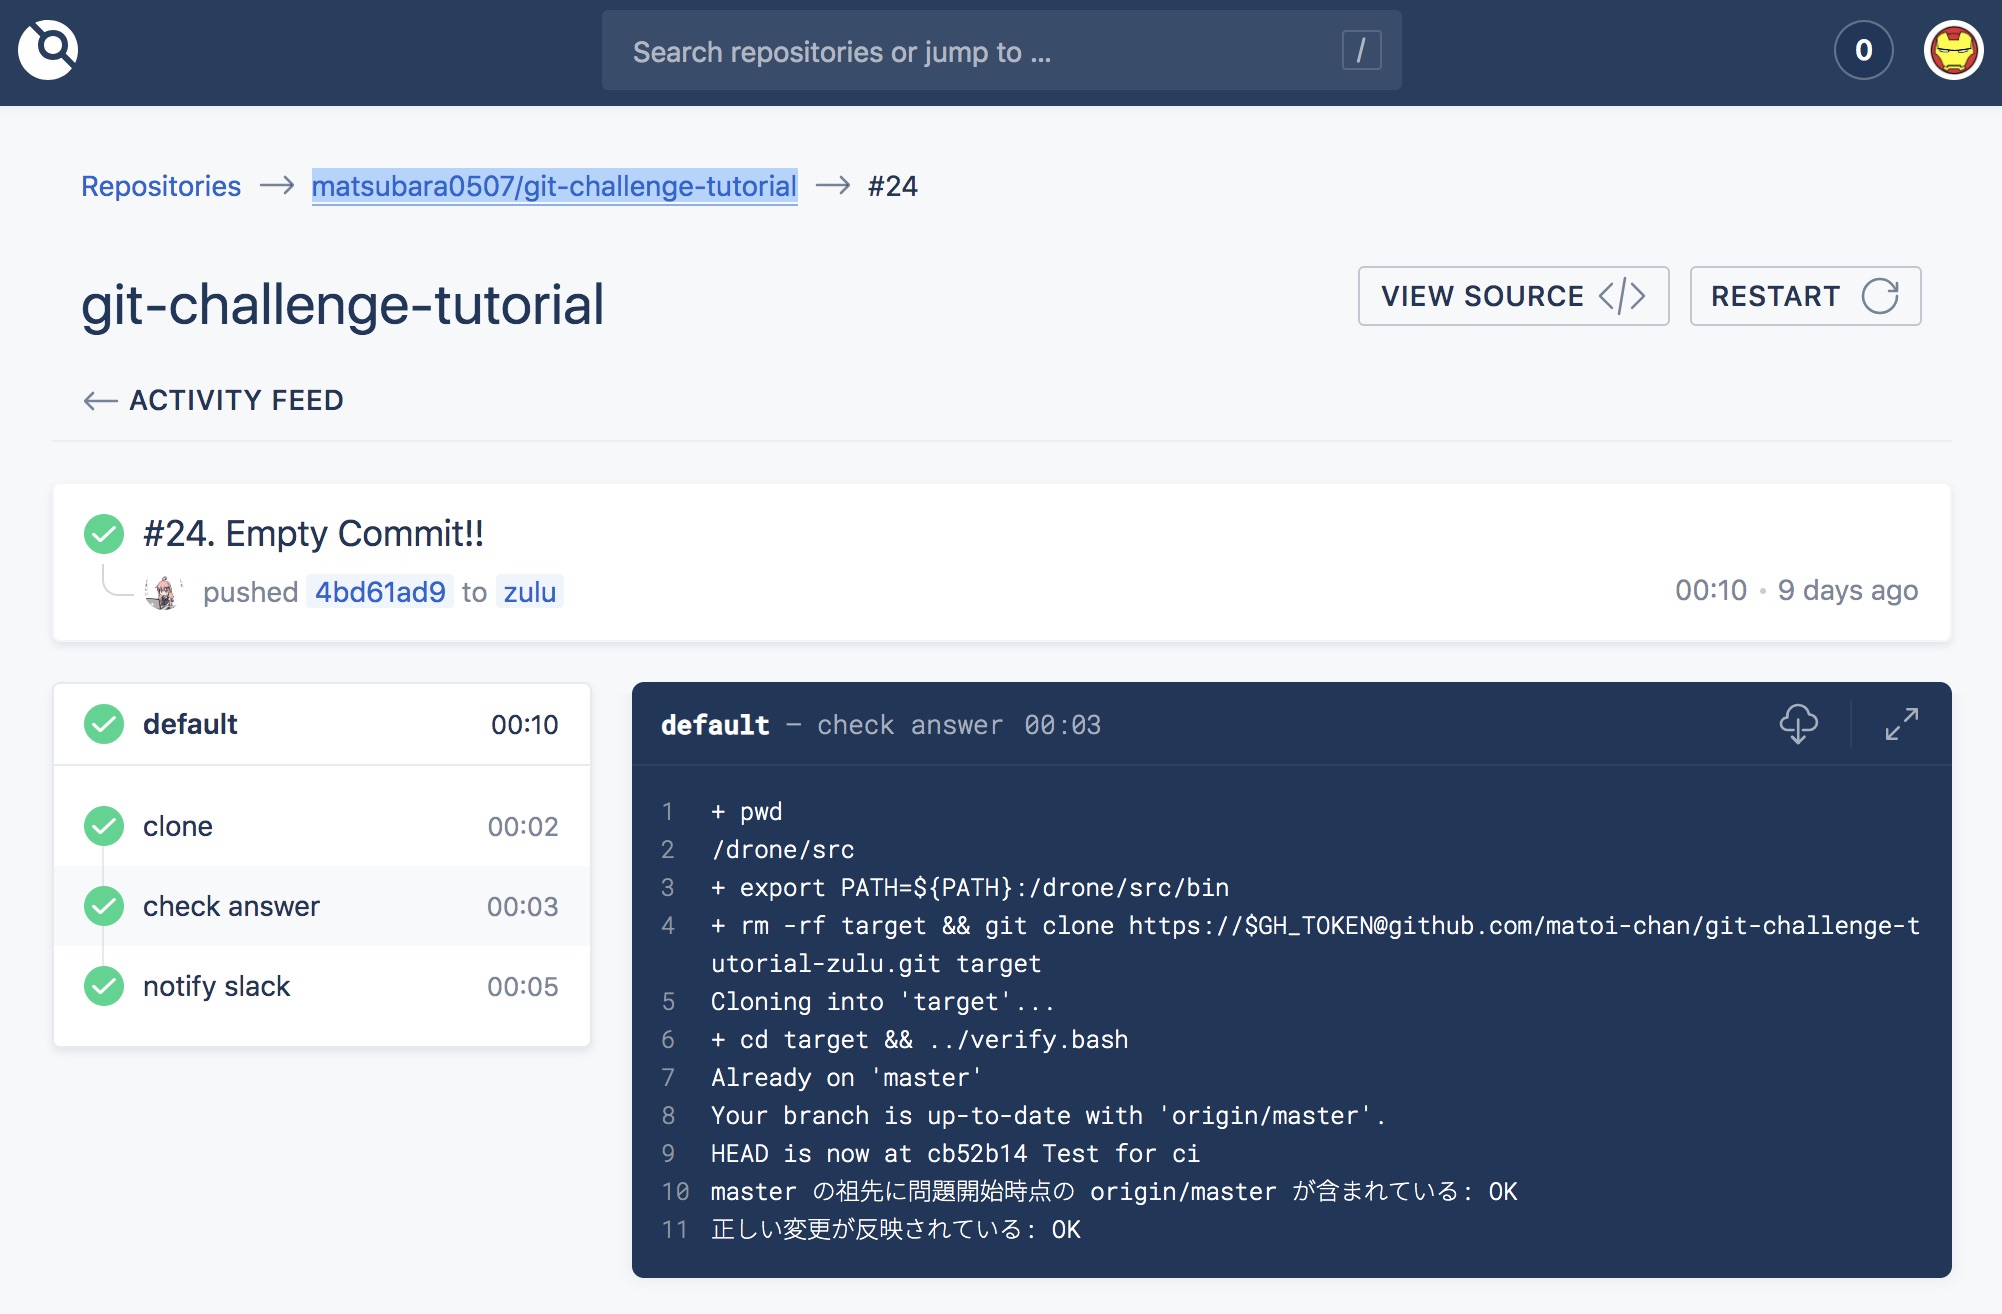 Search repositories or jump to ... /
0
Repositories → matsubara0507/git-challenge-tutorial → #24
git-challenge-tutorial
VIEW SOURCE </>
RESTART
← ACTIVITY FEED
#24. Empty Commit!!
pushed 4bd61ad9 to zulu
00:10 • 9 days ago
default 00:10
clone 00:02
check answer 00:03
notify slack 00:05
default — check answer 00:03
1 + pwd
2 /drone/src
3 + export PATH=${PATH}:/drone/src/bin
4 + rm -rf target && git clone https://$GH_TOKEN@github.com/matoi-chan/git-challenge-t
utorial-zulu.git target
5 Cloning into 'target'...
6 + cd target && ../verify.bash
7 Already on 'master'
8 Your branch is up-to-date with 'origin/master'.
9 HEAD is now at cb52b14 Test for ci
10 master の祖先に問題開始時点の origin/master が含まれている: OK
11 正しい変更が反映されている: OK